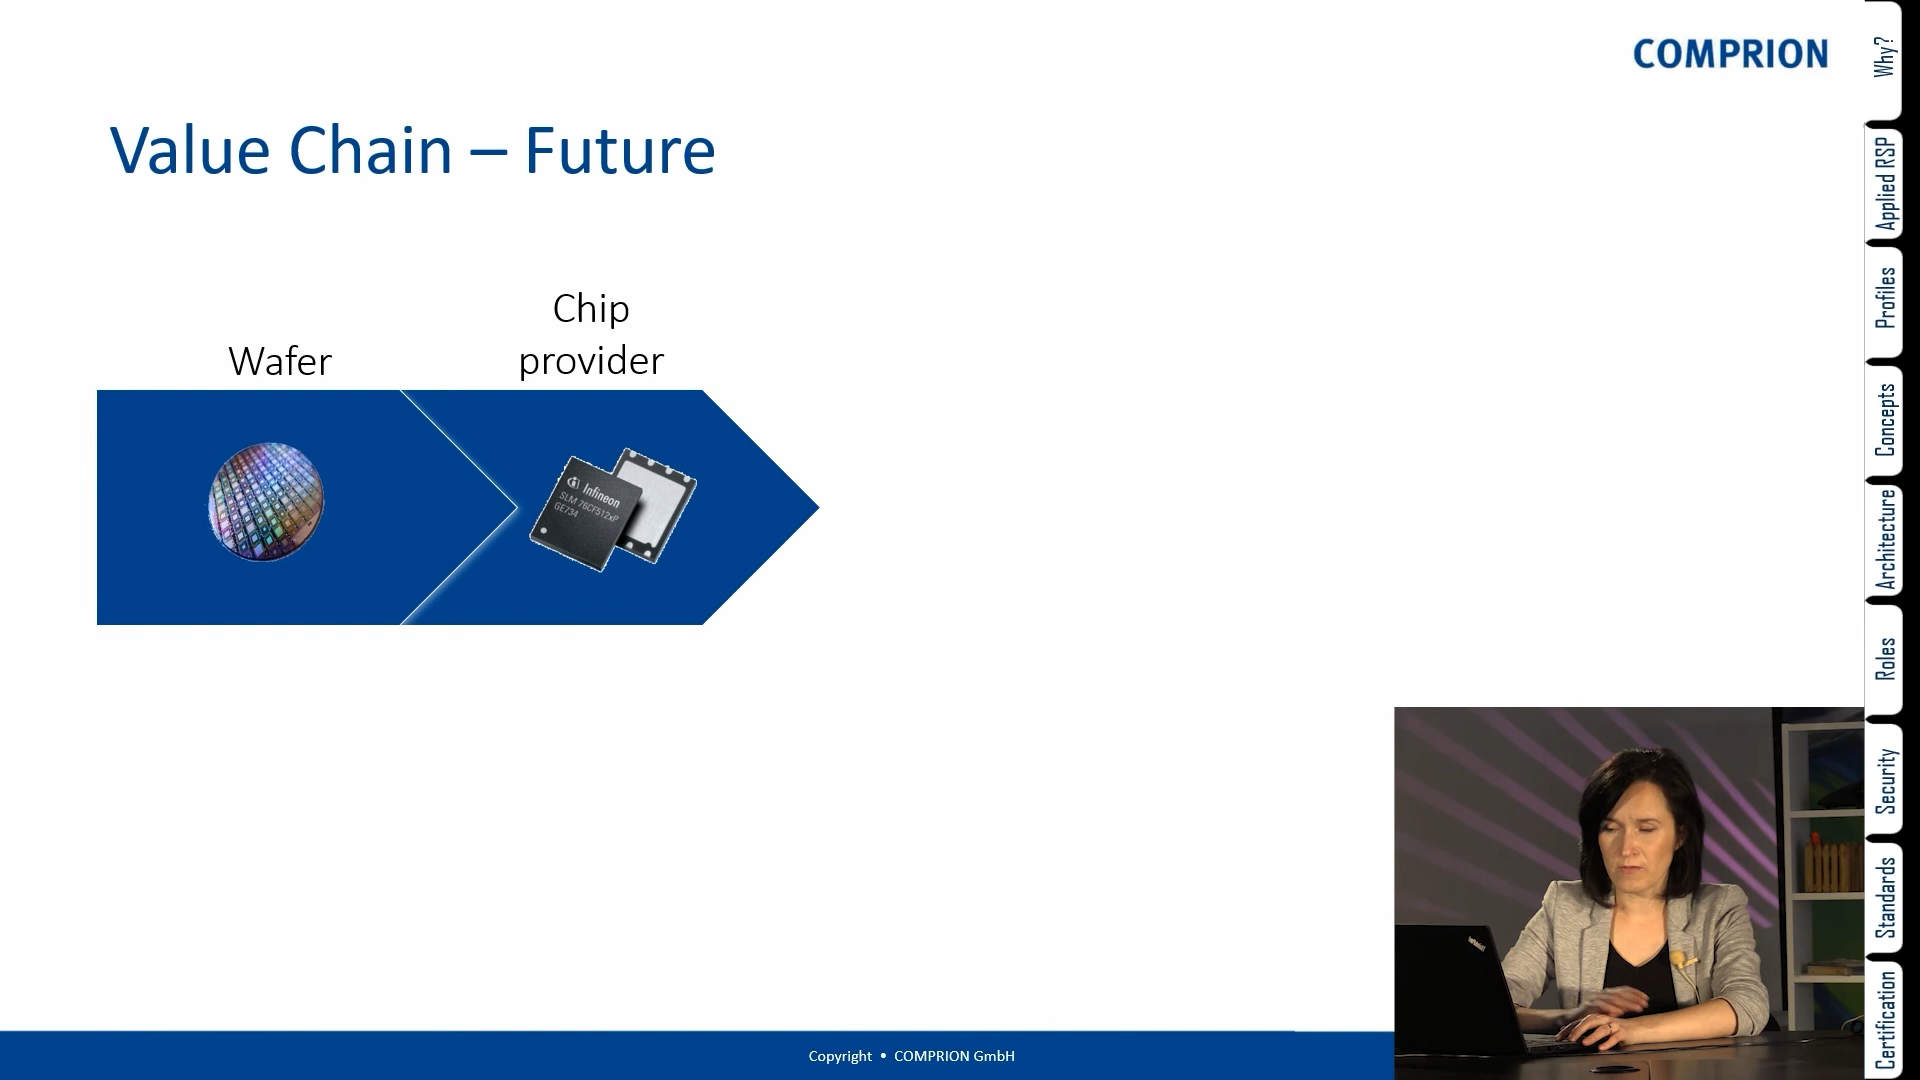 COMPRION
Value Chain – Future
Chip
provider
Wafer
Infineon
SLM 76CF512xP
GE734
Copyright • COMPRION GmbH
Why?
Applied RSP
Profiles
Concepts
Architecture
Roles
Security
Standards
Certification